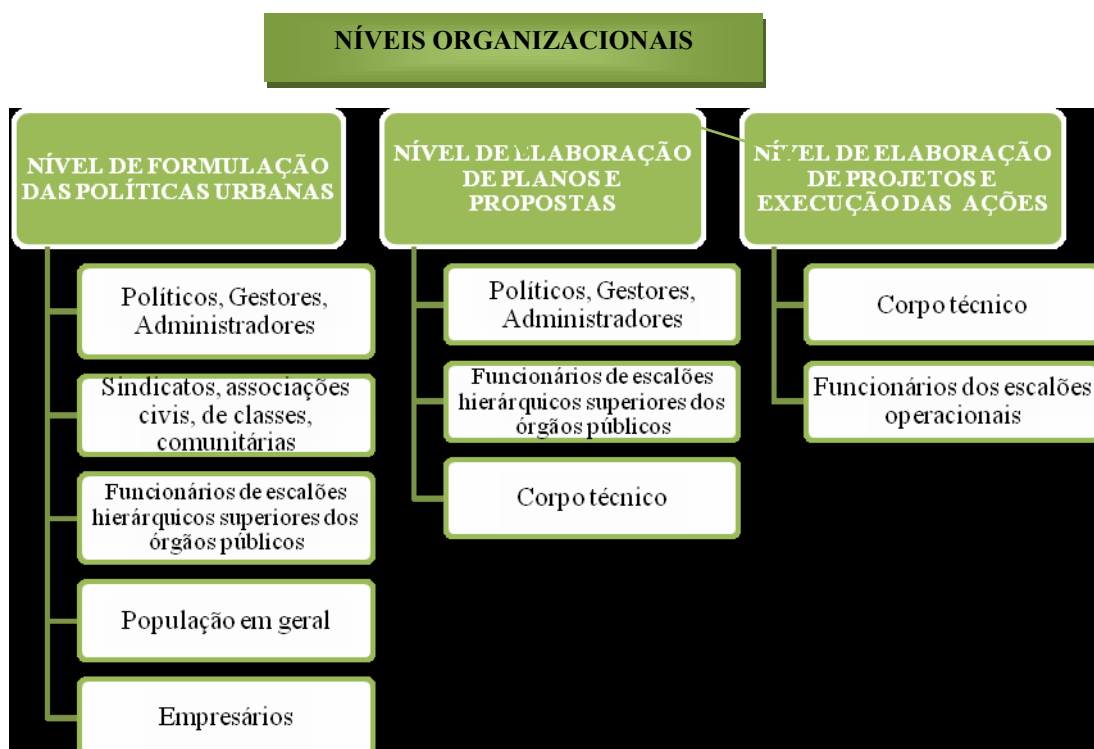 NÍVEIS ORGANIZACIONAIS
NÍVEL DE FORMULAÇÃO
DAS POLÍTICAS URBANAS
Políticos, Gestores,
Administradores
Sindicatos, associações
civis, de classes,
comunitárias
Funcionários de escalões
hierárquicos superiores dos
órgãos públicos
População em geral
Empresários
NÍVEL DE ELABORAÇÃO
DE PLANOS E
PROPOSTAS
Políticos, Gestores,
Administradores
Funcionários de escalões
hierárquicos superiores dos
órgãos públicos
Corpo técnico
NÍVEL DE ELABORAÇÃO
DE PROJETOS E
EXECUÇÃO DAS AÇÕES
Corpo técnico
Funcionários dos escalões
operacionais